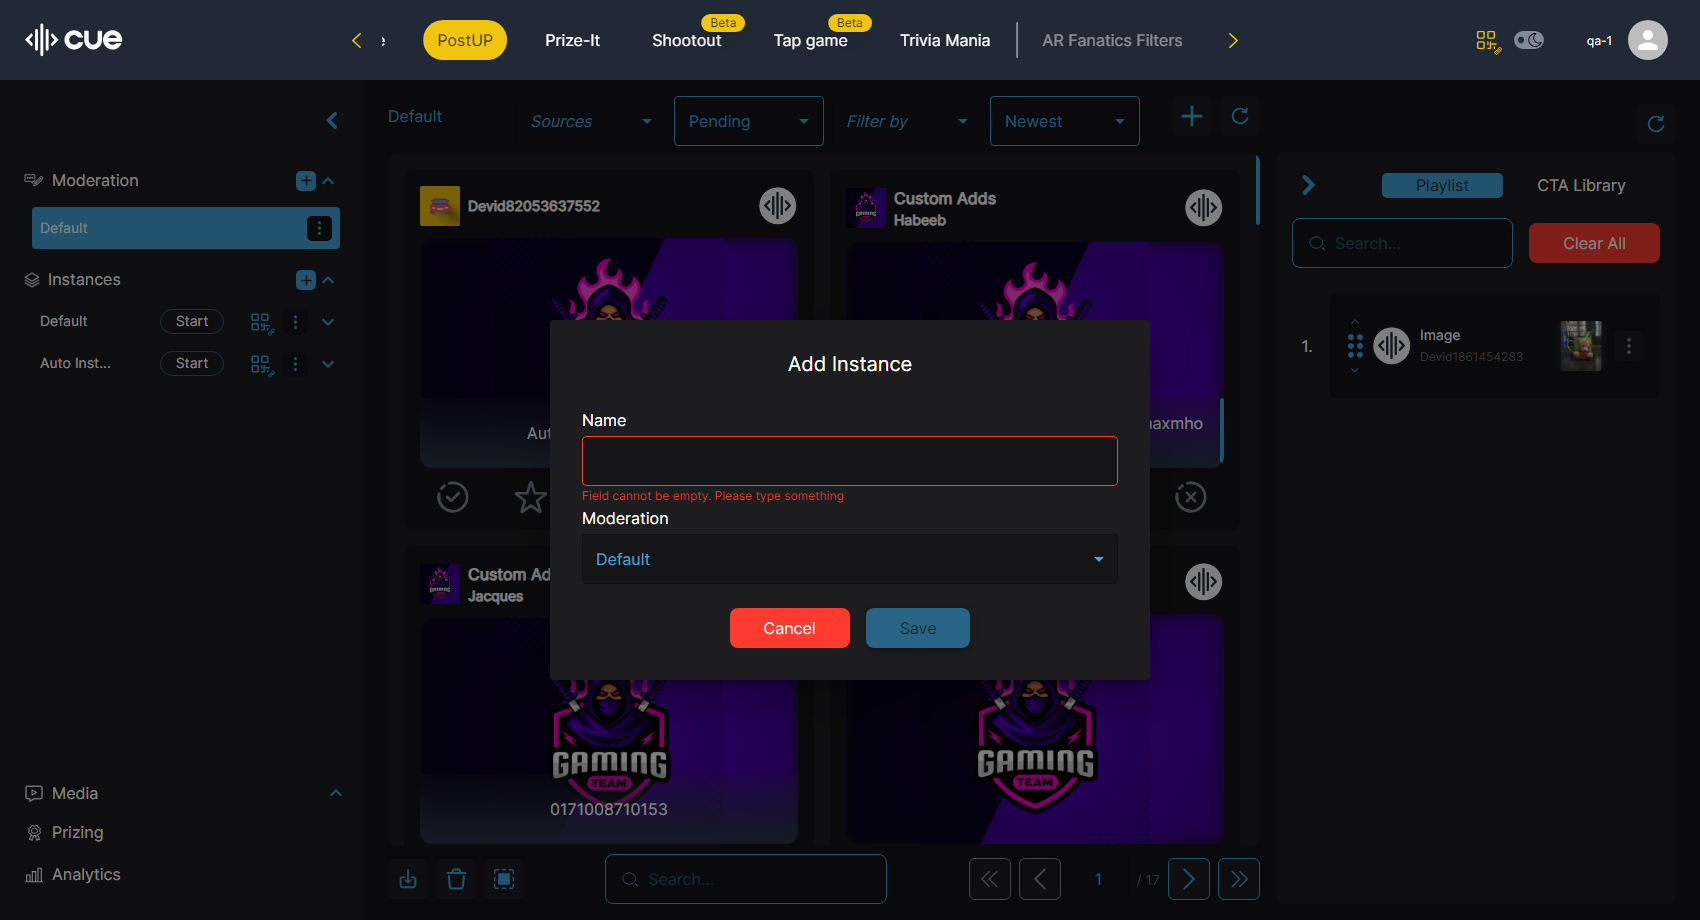 cue
PostUP
Prize-It
Shootout
Beta
Tap game
Beta
Trivia Mania
AR Fanatics Filters
qa-1
Moderation
Default
Instances
Default
Start
Auto Inst...
Start
Media
Prizing
Analytics
Default
Sources
Pending
Filter by
Newest
Devid82053637552
Custom Adds
Habeeb
Custom Ad
Jacques
GAMING
TEAM
0171008710153
GAMING
TEAM
Add Instance
Name
Field cannot be empty. Please type something
Moderation
Default
Cancel
Save
Search...
1
/ 17
Playlist
CTA Library
Search...
Clear All
1.
Image
Devid1861454283